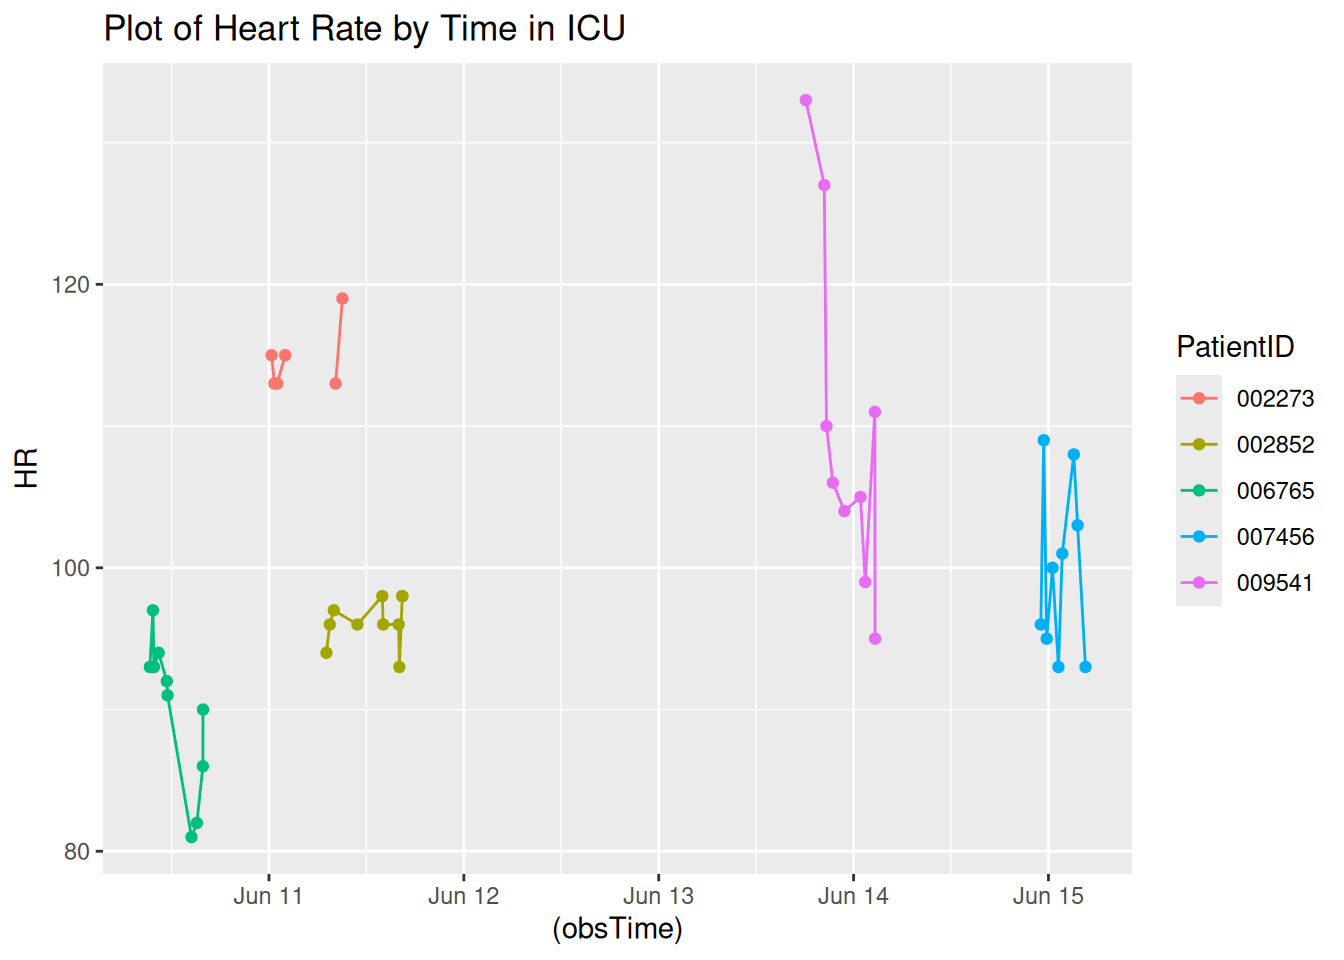 Plot of Heart Rate by Time in ICU
HR
120
100
80
Jun 11 Jun 12 Jun 13 Jun 14 Jun 15
(obsTime)
PatientID
002273
002852
006765
007456
009541